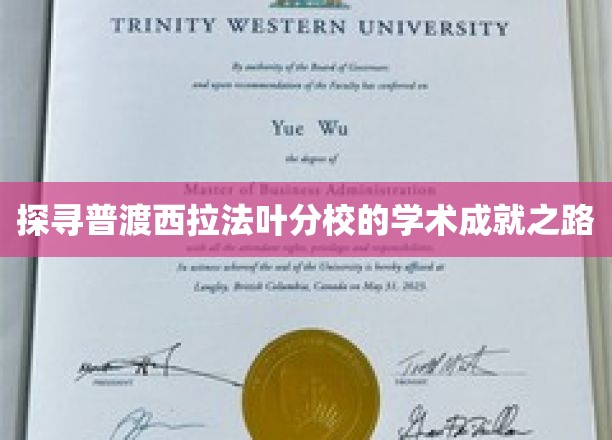 TRINITY WESTERN UNIVERSITY
By authority of the Board of Governors
and upon recommendation of the Faculty has conferred on
Yue Wu
the degree of
Master of Business Administration
探寻普渡西拉法叶分校的学术成就之路
with all the attendant rights, privileges and responsibilities.
In witness whereof the seal of the University is hereby affixed at
Langley, British Columbia, Canada on May 31, 2023.
PRESIDENT
PROVOST